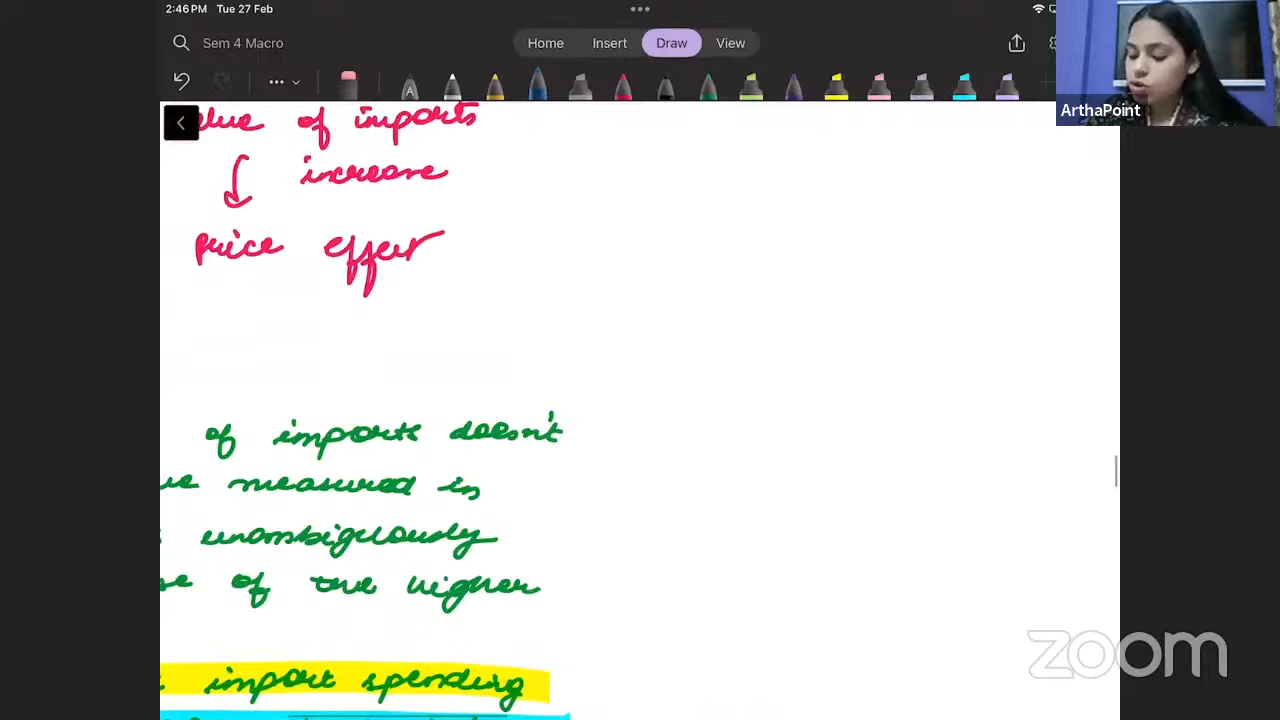 2:46 PM Tue 27 Feb
Sem 4 Macro
Home Insert Draw View
A
ArthaPoint
of imports
increase
price effect
of imports doesn't
measured in
unambiguously
of the higher
import spending
zoom